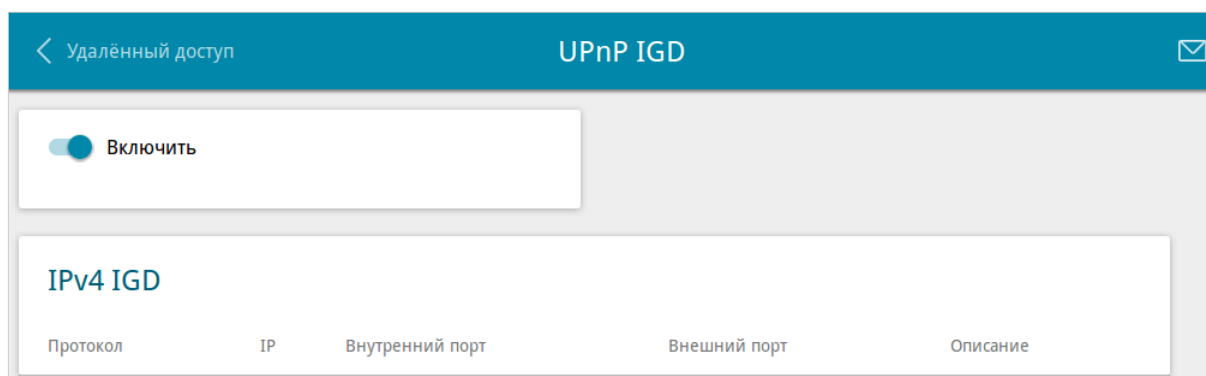 Удалённый доступ UPnP IGD
Включить
IPv4 IGD
Протокол IP Внутренний порт Внешний порт Описание